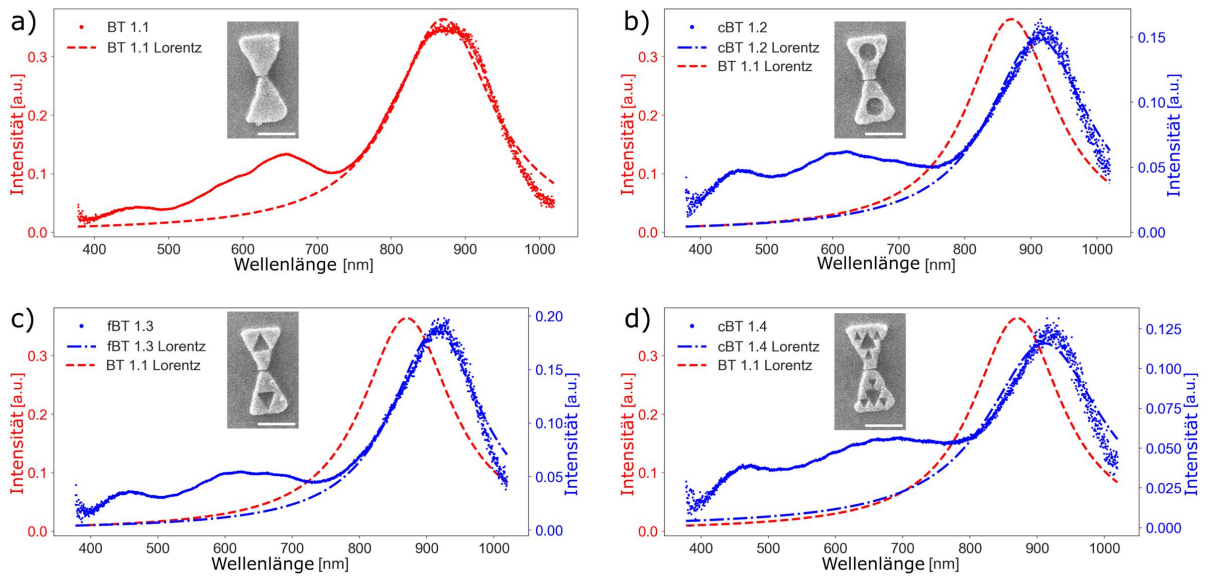 a)
BT 1.1
BT 1.1 Lorentz
Intensität [a.u.]
0.3
0.2
0.1
0.0
400 500 600 700 800 900 1000
Wellenlänge [nm]
b)
cBT 1.2
cBT 1.2 Lorentz
BT 1.1 Lorentz
Intensität [a.u.]
0.3
0.2
0.1
0.0
0.15
0.10
0.05
0.00
Intensität [a.u.]
400 500 600 700 800 900 1000
Wellenlänge [nm]
c)
fBT 1.3
fBT 1.3 Lorentz
BT 1.1 Lorentz
Intensität [a.u.]
0.3
0.2
0.1
0.0
0.20
0.15
0.10
0.05
0.00
Intensität [a.u.]
400 500 600 700 800 900 1000
Wellenlänge [nm]
d)
cBT 1.4
cBT 1.4 Lorentz
BT 1.1 Lorentz
Intensität [a.u.]
0.3
0.2
0.1
0.0
0.125
0.100
0.075
0.050
0.025
0.000
Intensität [a.u.]
400 500 600 700 800 900 1000
Wellenlänge [nm]